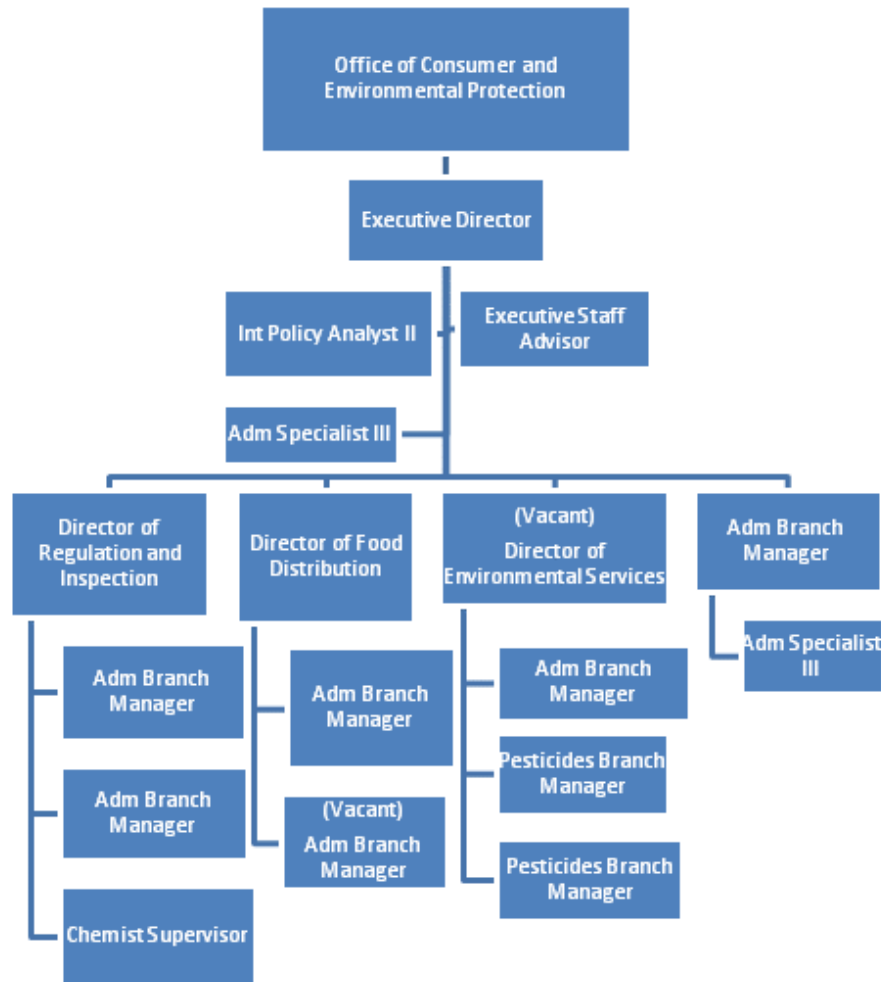 Office of Consumer and
Environmental Protection
Executive Director
Int Policy Analyst II
Executive Staff
Advisor
Adm Specialist III
Director of
Regulation and
Inspection
Adm Branch
Manager
Adm Branch
Manager
Chemist Supervisor
Director of Food
Distribution
Adm Branch
Manager
(Vacant)
Adm Branch
Manager
(Vacant)
Director of
Environmental Services
Adm Branch
Manager
Pesticides Branch
Manager
Pesticides Branch
Manager
Adm Branch
Manager
Adm Specialist
III